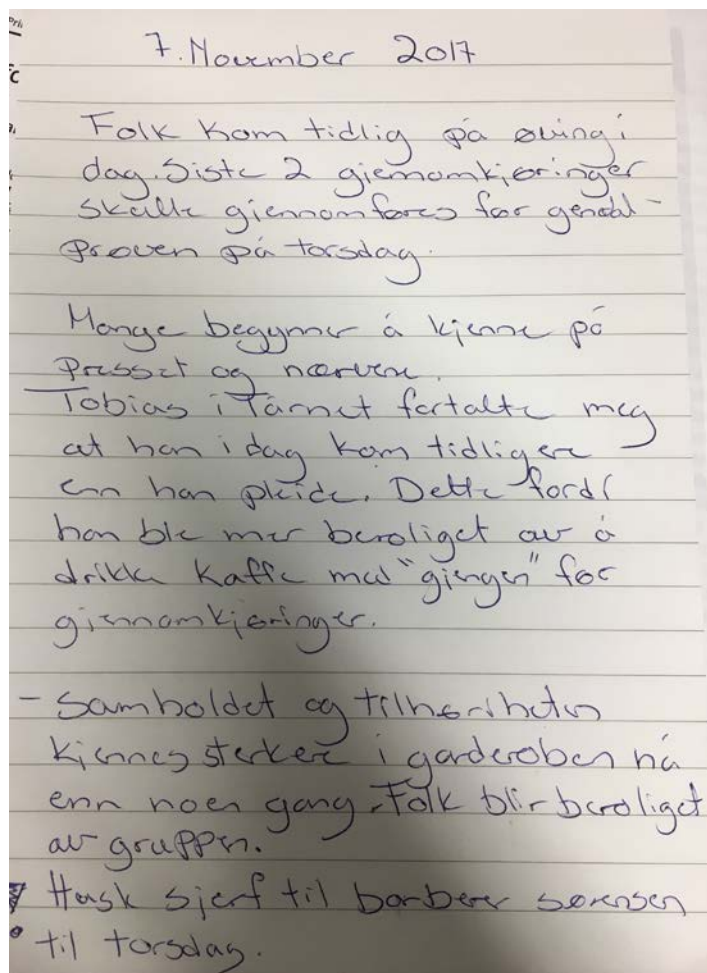 7. November 2017
Folk kom tidlig på øving i
dag. Siste 2 gjennomkjøringer
skulle gjennomføres før general-
prøven på torsdag.
Mange begynner å kjenne på
presset og nærvene.
Tobias i Tårnet fortalte meg
at han i dag kom tidligere
enn han pleide. Dette fordi
han ble mer beroliget av å
drikke kaffe med "gjengen" før
gjennomkjøringer.
- Samholdet og tilhørigheten
kjennes sterkere i garderoben nå
enn noen gang. Folk blir beroliget
av gruppen.
Husk sjerf til barberer sørensen
til torsdag.